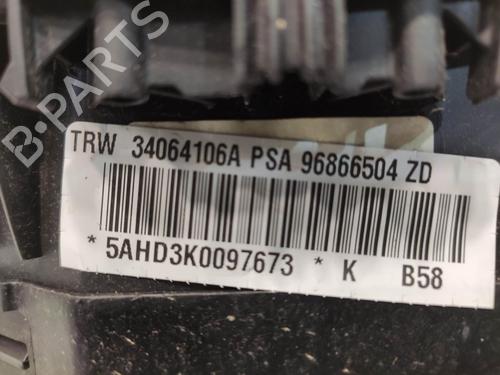 B-Parts
TRW 34064106A PSA 96866504 ZD
* 5AHD3K0097673 * K B58